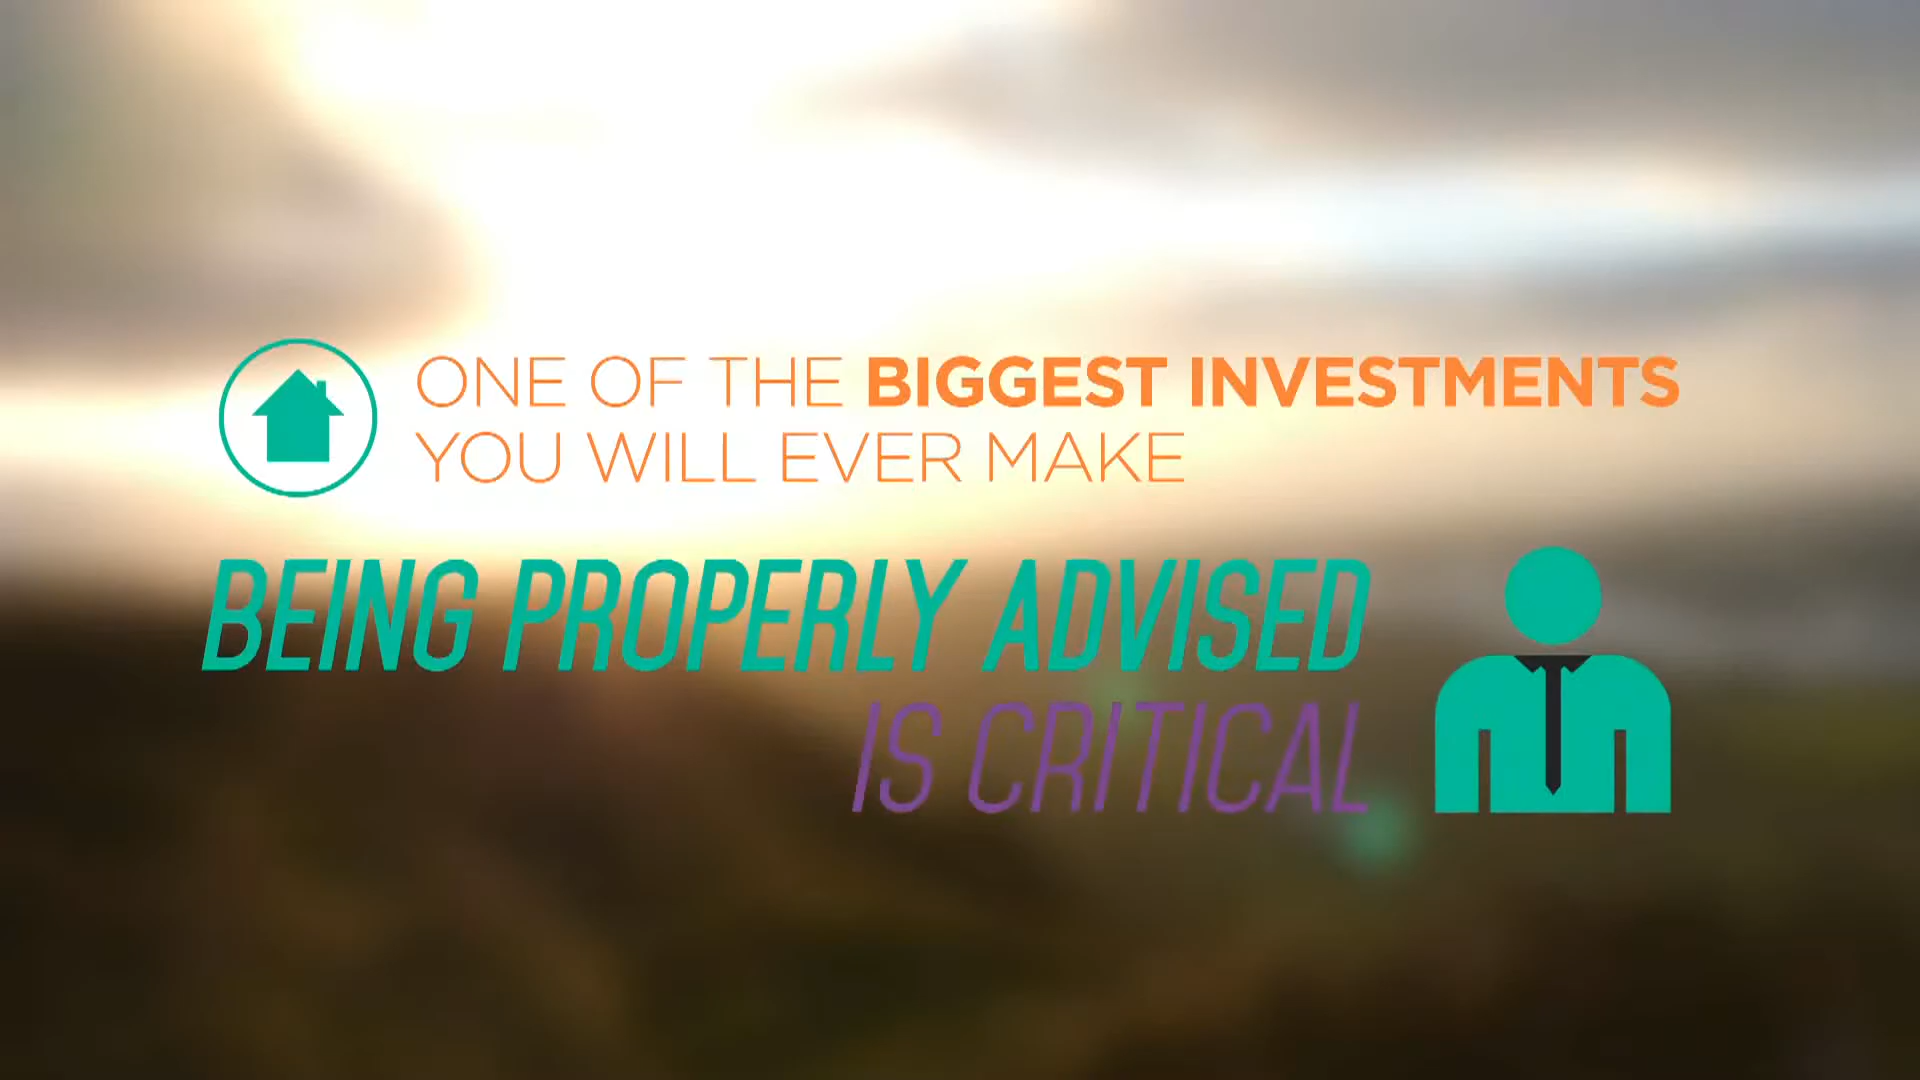 ONE OF THE BIGGEST INVESTMENTS
YOU WILL EVER MAKE
BEING PROPERLY ADVISED
IS CRITICAL